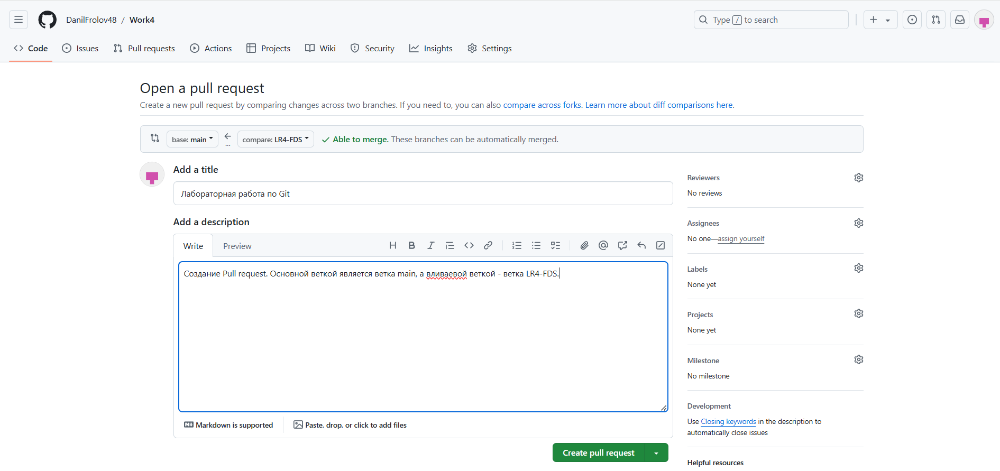 DanilFrolov48 / Work4
Type / to search
Code Issues Pull requests Actions Projects Wiki Security Insights Settings
Open a pull request
Create a new pull request by comparing changes across two branches. If you need to, you can also compare across forks. Learn more about diff comparisons here.
base: main ... compare: LR4-FDS Able to merge. These branches can be automatically merged.
Add a title
Лабораторная работа по Git
Add a description
Write Preview
Создание Pull request. Основной веткой является ветка main, а вливаевой веткой - ветка LR4-FDS.
Markdown is supported
Paste, drop, or click to add files
Create pull request
Reviewers
No reviews
Assignees
No one—assign yourself
Labels
None yet
Projects
None yet
Milestone
No milestone
Development
Use Closing keywords in the description to
automatically close issues
Helpful resources